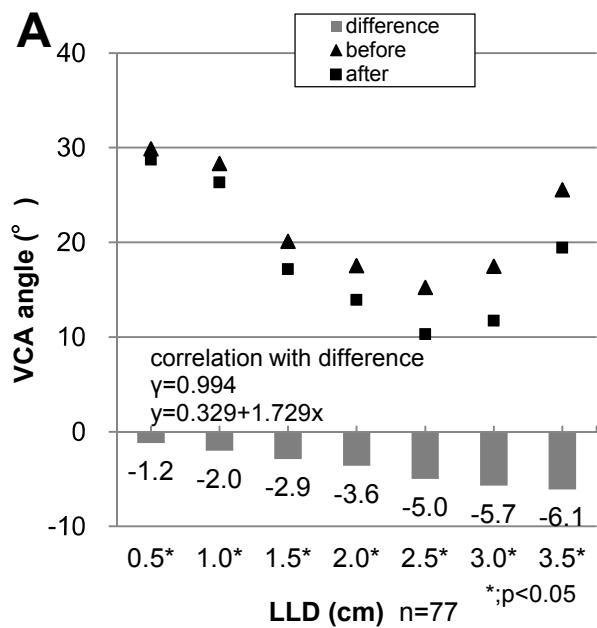 A
difference
before
after
40
30
20
10
0
-10
VCA angle (° )
correlation with difference
γ=0.994
y=0.329+1.729x
-1.2 -2.0 -2.9 -3.6 -5.0 -5.7 -6.1
0.5* 1.0* 1.5* 2.0* 2.5* 3.0* 3.5*
*;p<0.05
LLD (cm) n=77